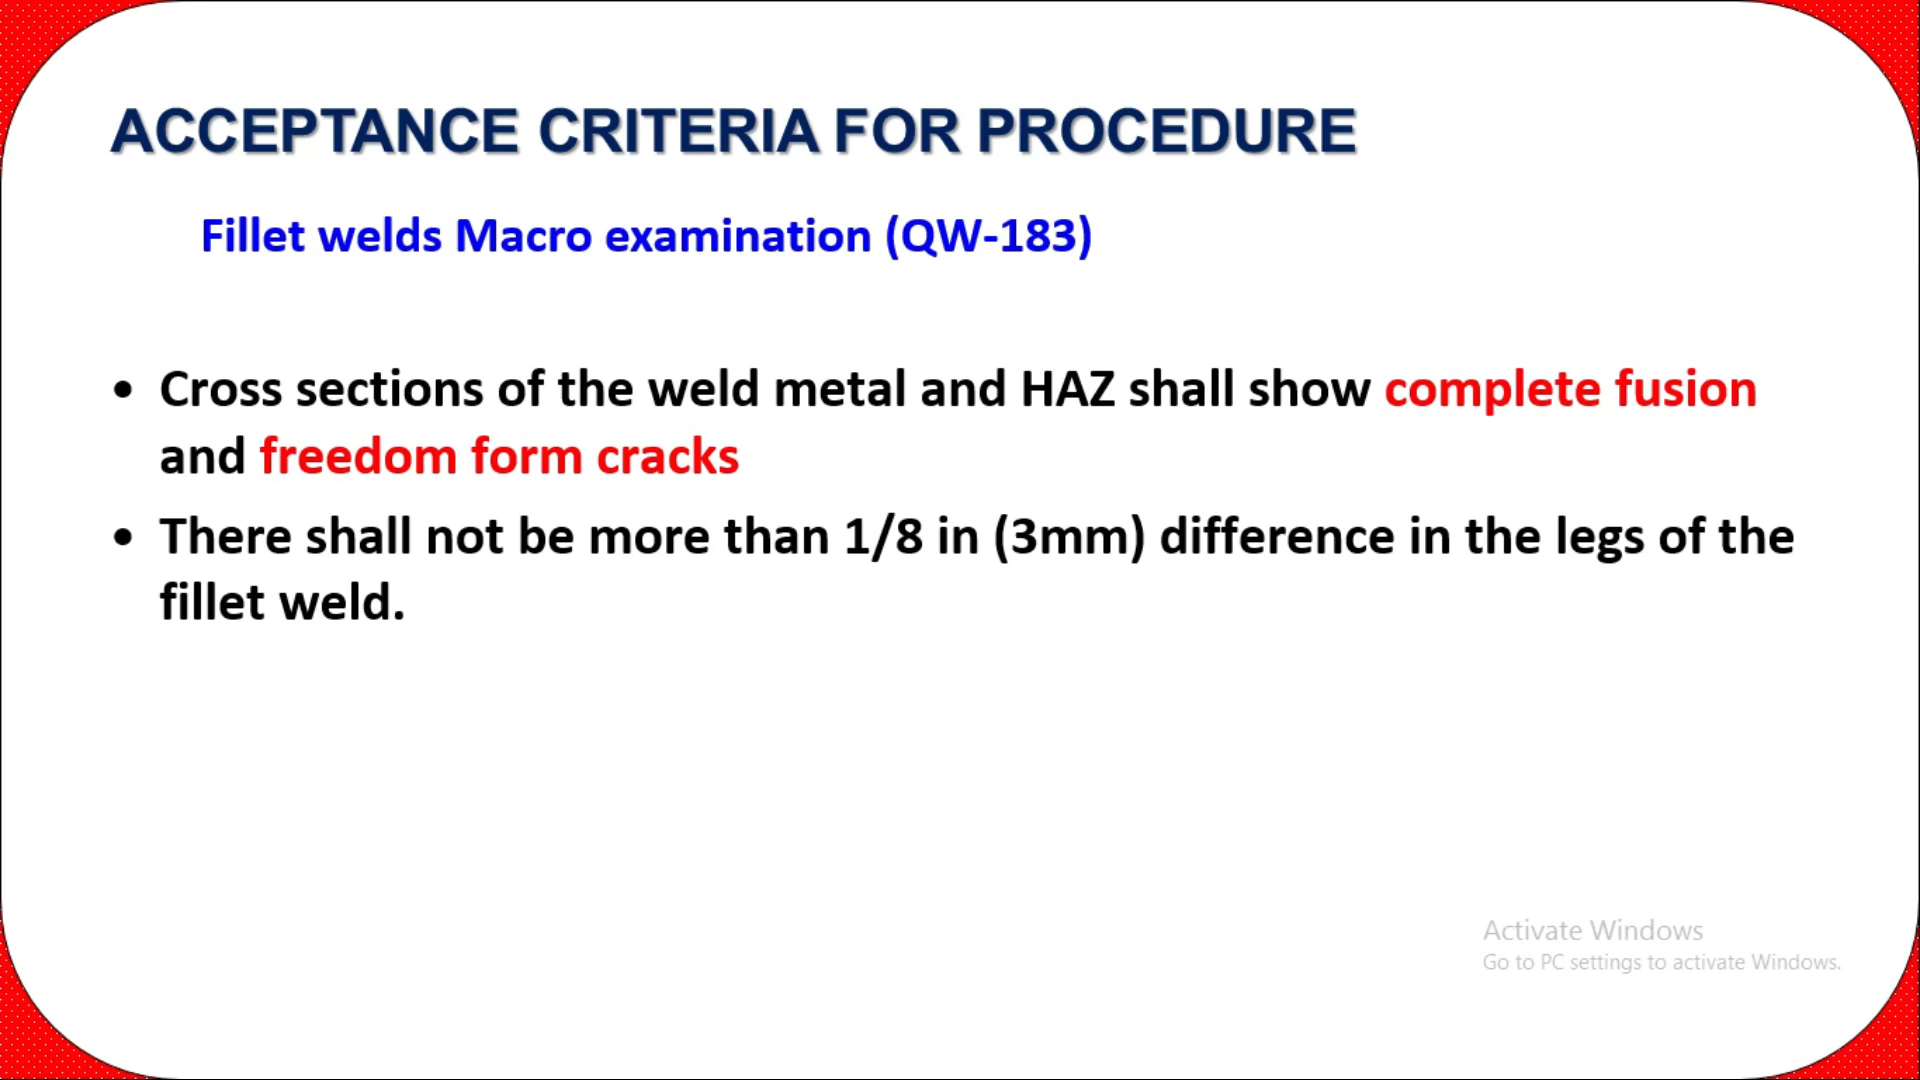 ACCEPTANCE CRITERIA FOR PROCEDURE
Fillet welds Macro examination (QW-183)
• Cross sections of the weld metal and HAZ shall show complete fusion
and freedom form cracks
• There shall not be more than 1/8 in (3mm) difference in the legs of the
fillet weld.
Activate Windows
Go to PC settings to activate Windows.